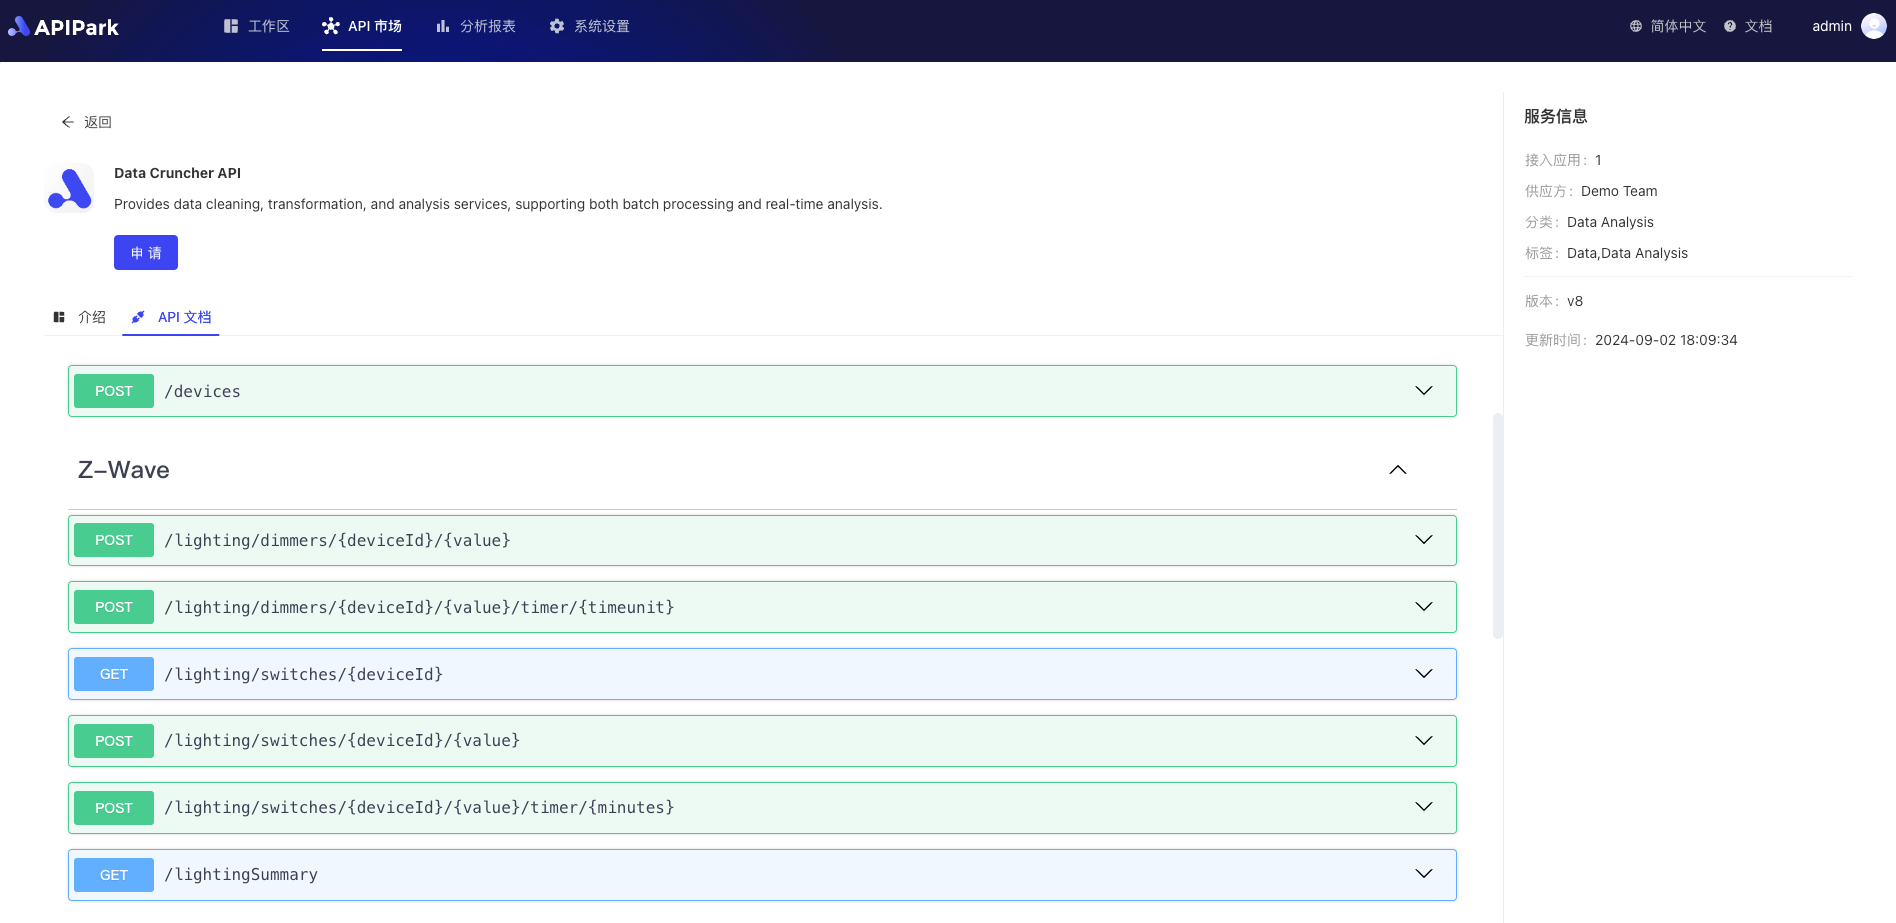 APIPark 工作区 API 市场 分析报表 系统设置 简体中文 文档 admin
返回
Data Cruncher API
Provides data cleaning, transformation, and analysis services, supporting both batch processing and real-time analysis.
申 请
介绍 API 文档
POST /devices
Z-Wave
POST /lighting/dimmers/{deviceId}/{value}
POST /lighting/dimmers/{deviceId}/{value}/timer/{timeunit}
GET /lighting/switches/{deviceId}
POST /lighting/switches/{deviceId}/{value}
POST /lighting/switches/{deviceId}/{value}/timer/{minutes}
GET /lightingSummary
服务信息
接入应用： 1
供应方： Demo Team
分类： Data Analysis
标签： Data,Data Analysis
版本： v8
更新时间： 2024-09-02 18:09:34